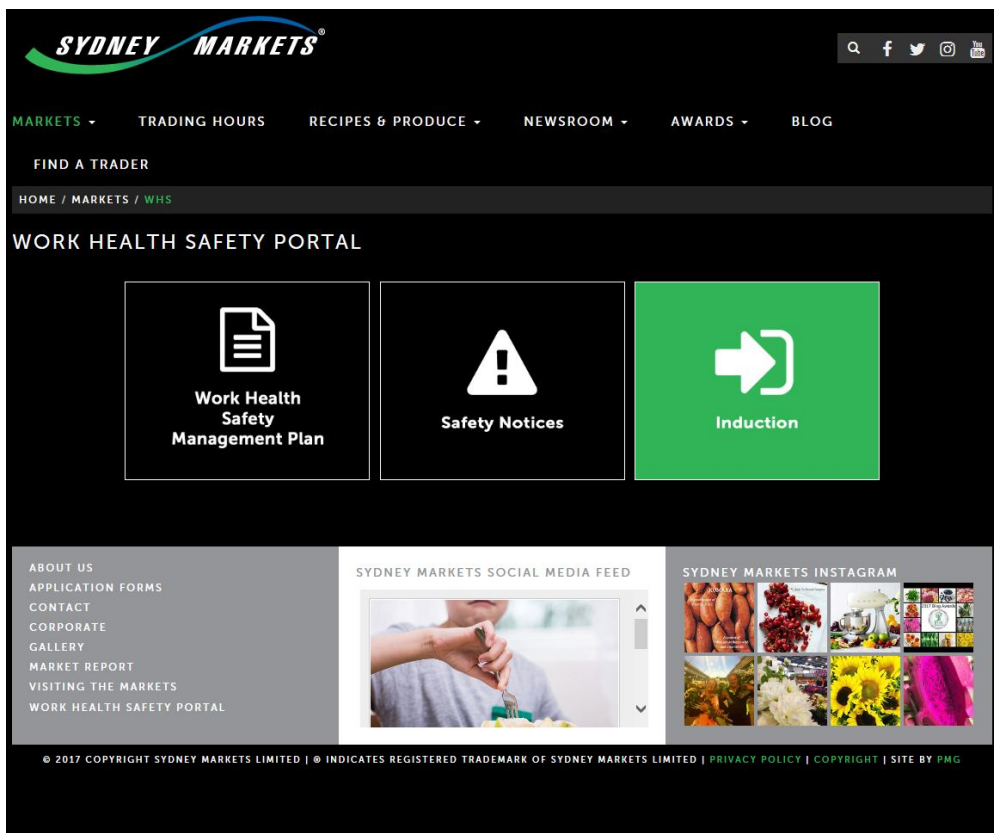 SYDNEY MARKETS®
MARKETS
TRADING HOURS
RECIPES & PRODUCE
NEWSROOM
AWARDS
BLOG
FIND A TRADER
HOME / MARKETS / WHS
WORK HEALTH SAFETY PORTAL
Work Health
Safety
Management Plan
Safety Notices
Induction
ABOUT US
APPLICATION FORMS
CONTACT
CORPORATE
GALLERY
MARKET REPORT
VISITING THE MARKETS
WORK HEALTH SAFETY PORTAL
SYDNEY MARKETS SOCIAL MEDIA FEED
SYDNEY MARKETS INSTAGRAM
© 2017 COPYRIGHT SYDNEY MARKETS LIMITED | ® INDICATES REGISTERED TRADEMARK OF SYDNEY MARKETS LIMITED | PRIVACY POLICY | COPYRIGHT | SITE BY PMG